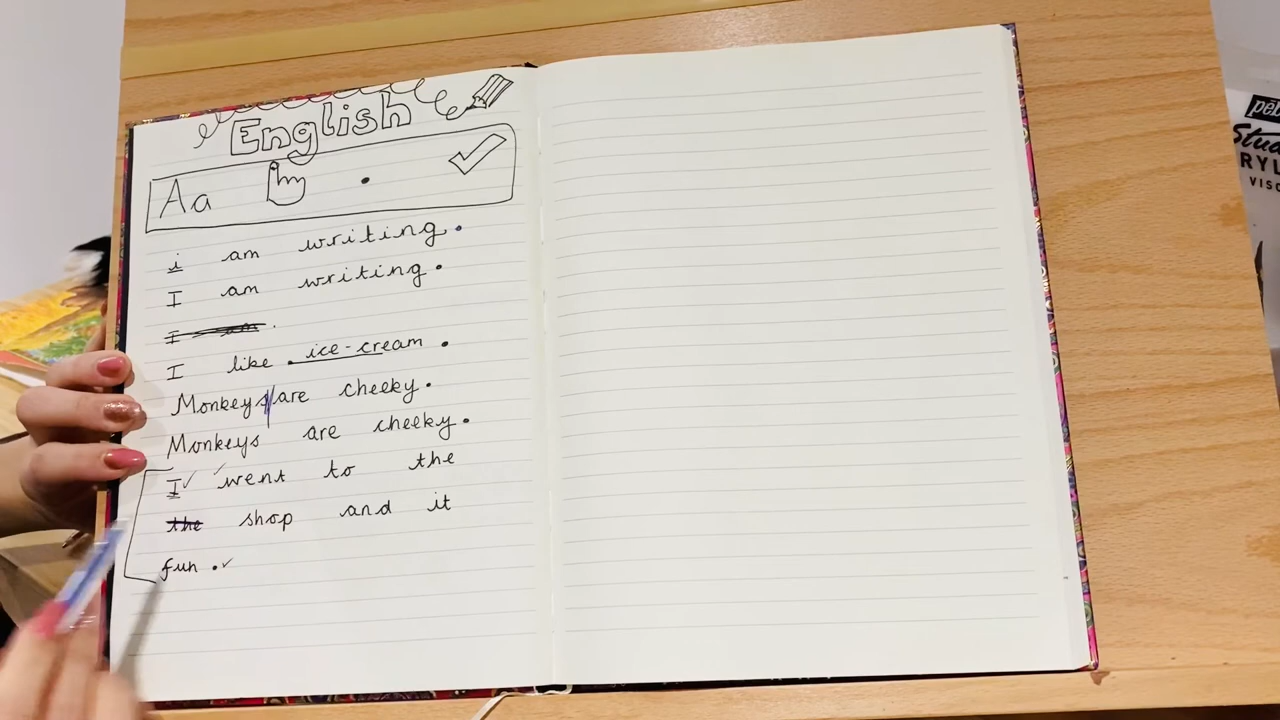 English
Aa .
i am writing.
I am writing.
I am.
I like ice-cream.
Monkeys are cheeky.
Monkeys are cheeky.
I went to the
the shop and it
fun.